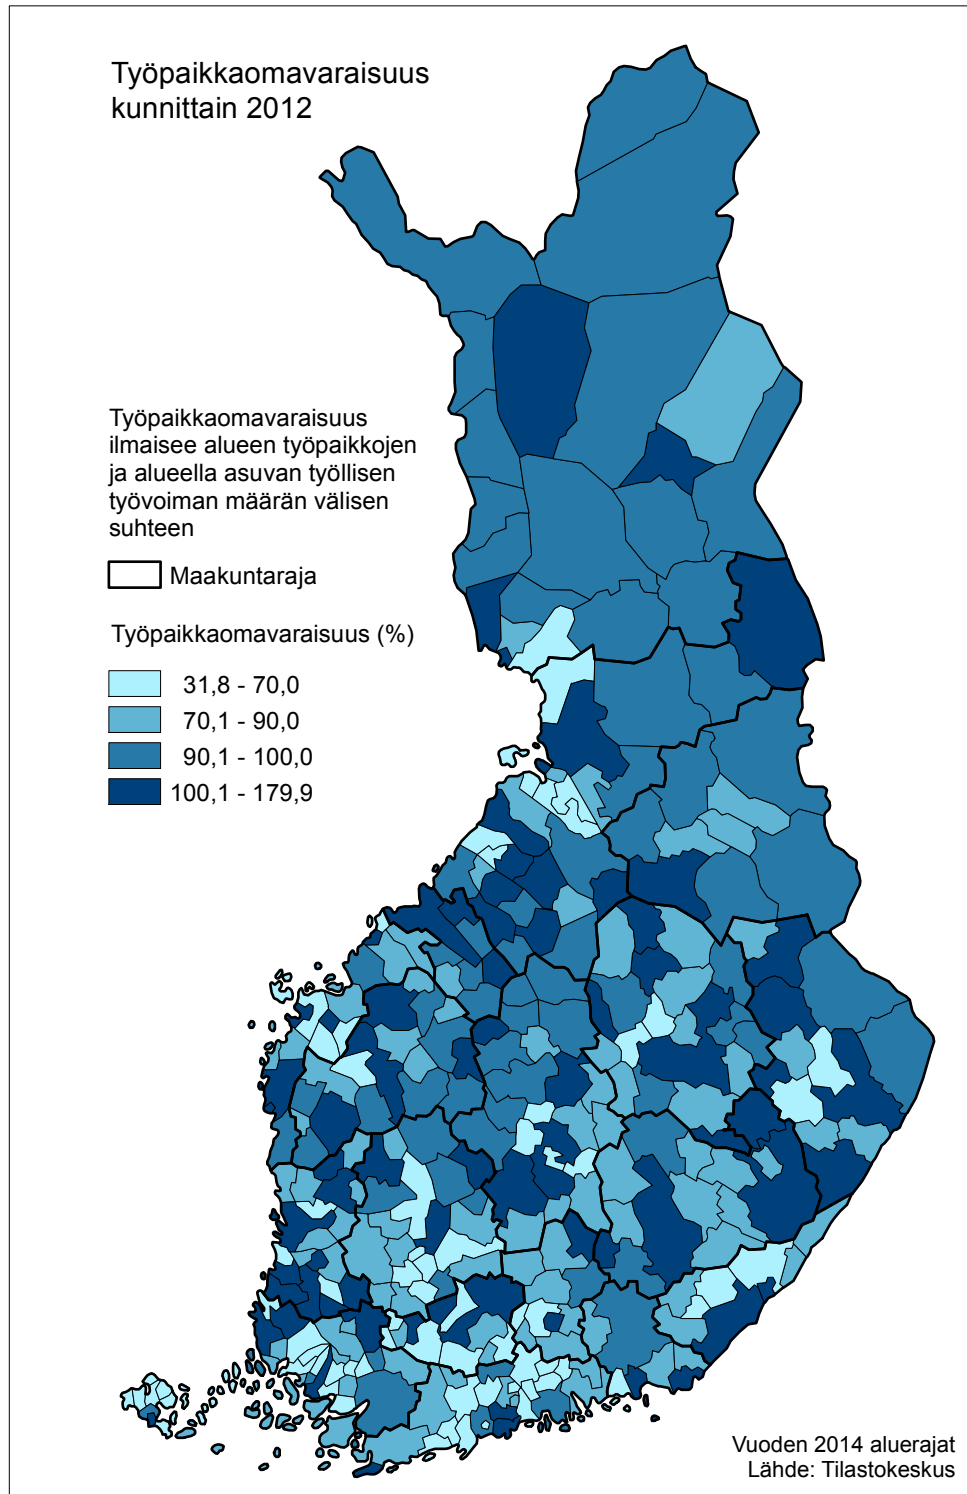 Työpaikkaomavaraisuus
kunnittain 2012
Työpaikkaomavaraisuus
ilmaisee alueen työpaikkojen
ja alueella asuvan työllisen
työvoiman määrän välisen
suhteen
Maakuntaraja
Työpaikkaomavaraisuus (%)
31,8 - 70,0
70,1 - 90,0
90,1 - 100,0
100,1 - 179,9
Vuoden 2014 aluerajat
Lähde: Tilastokeskus